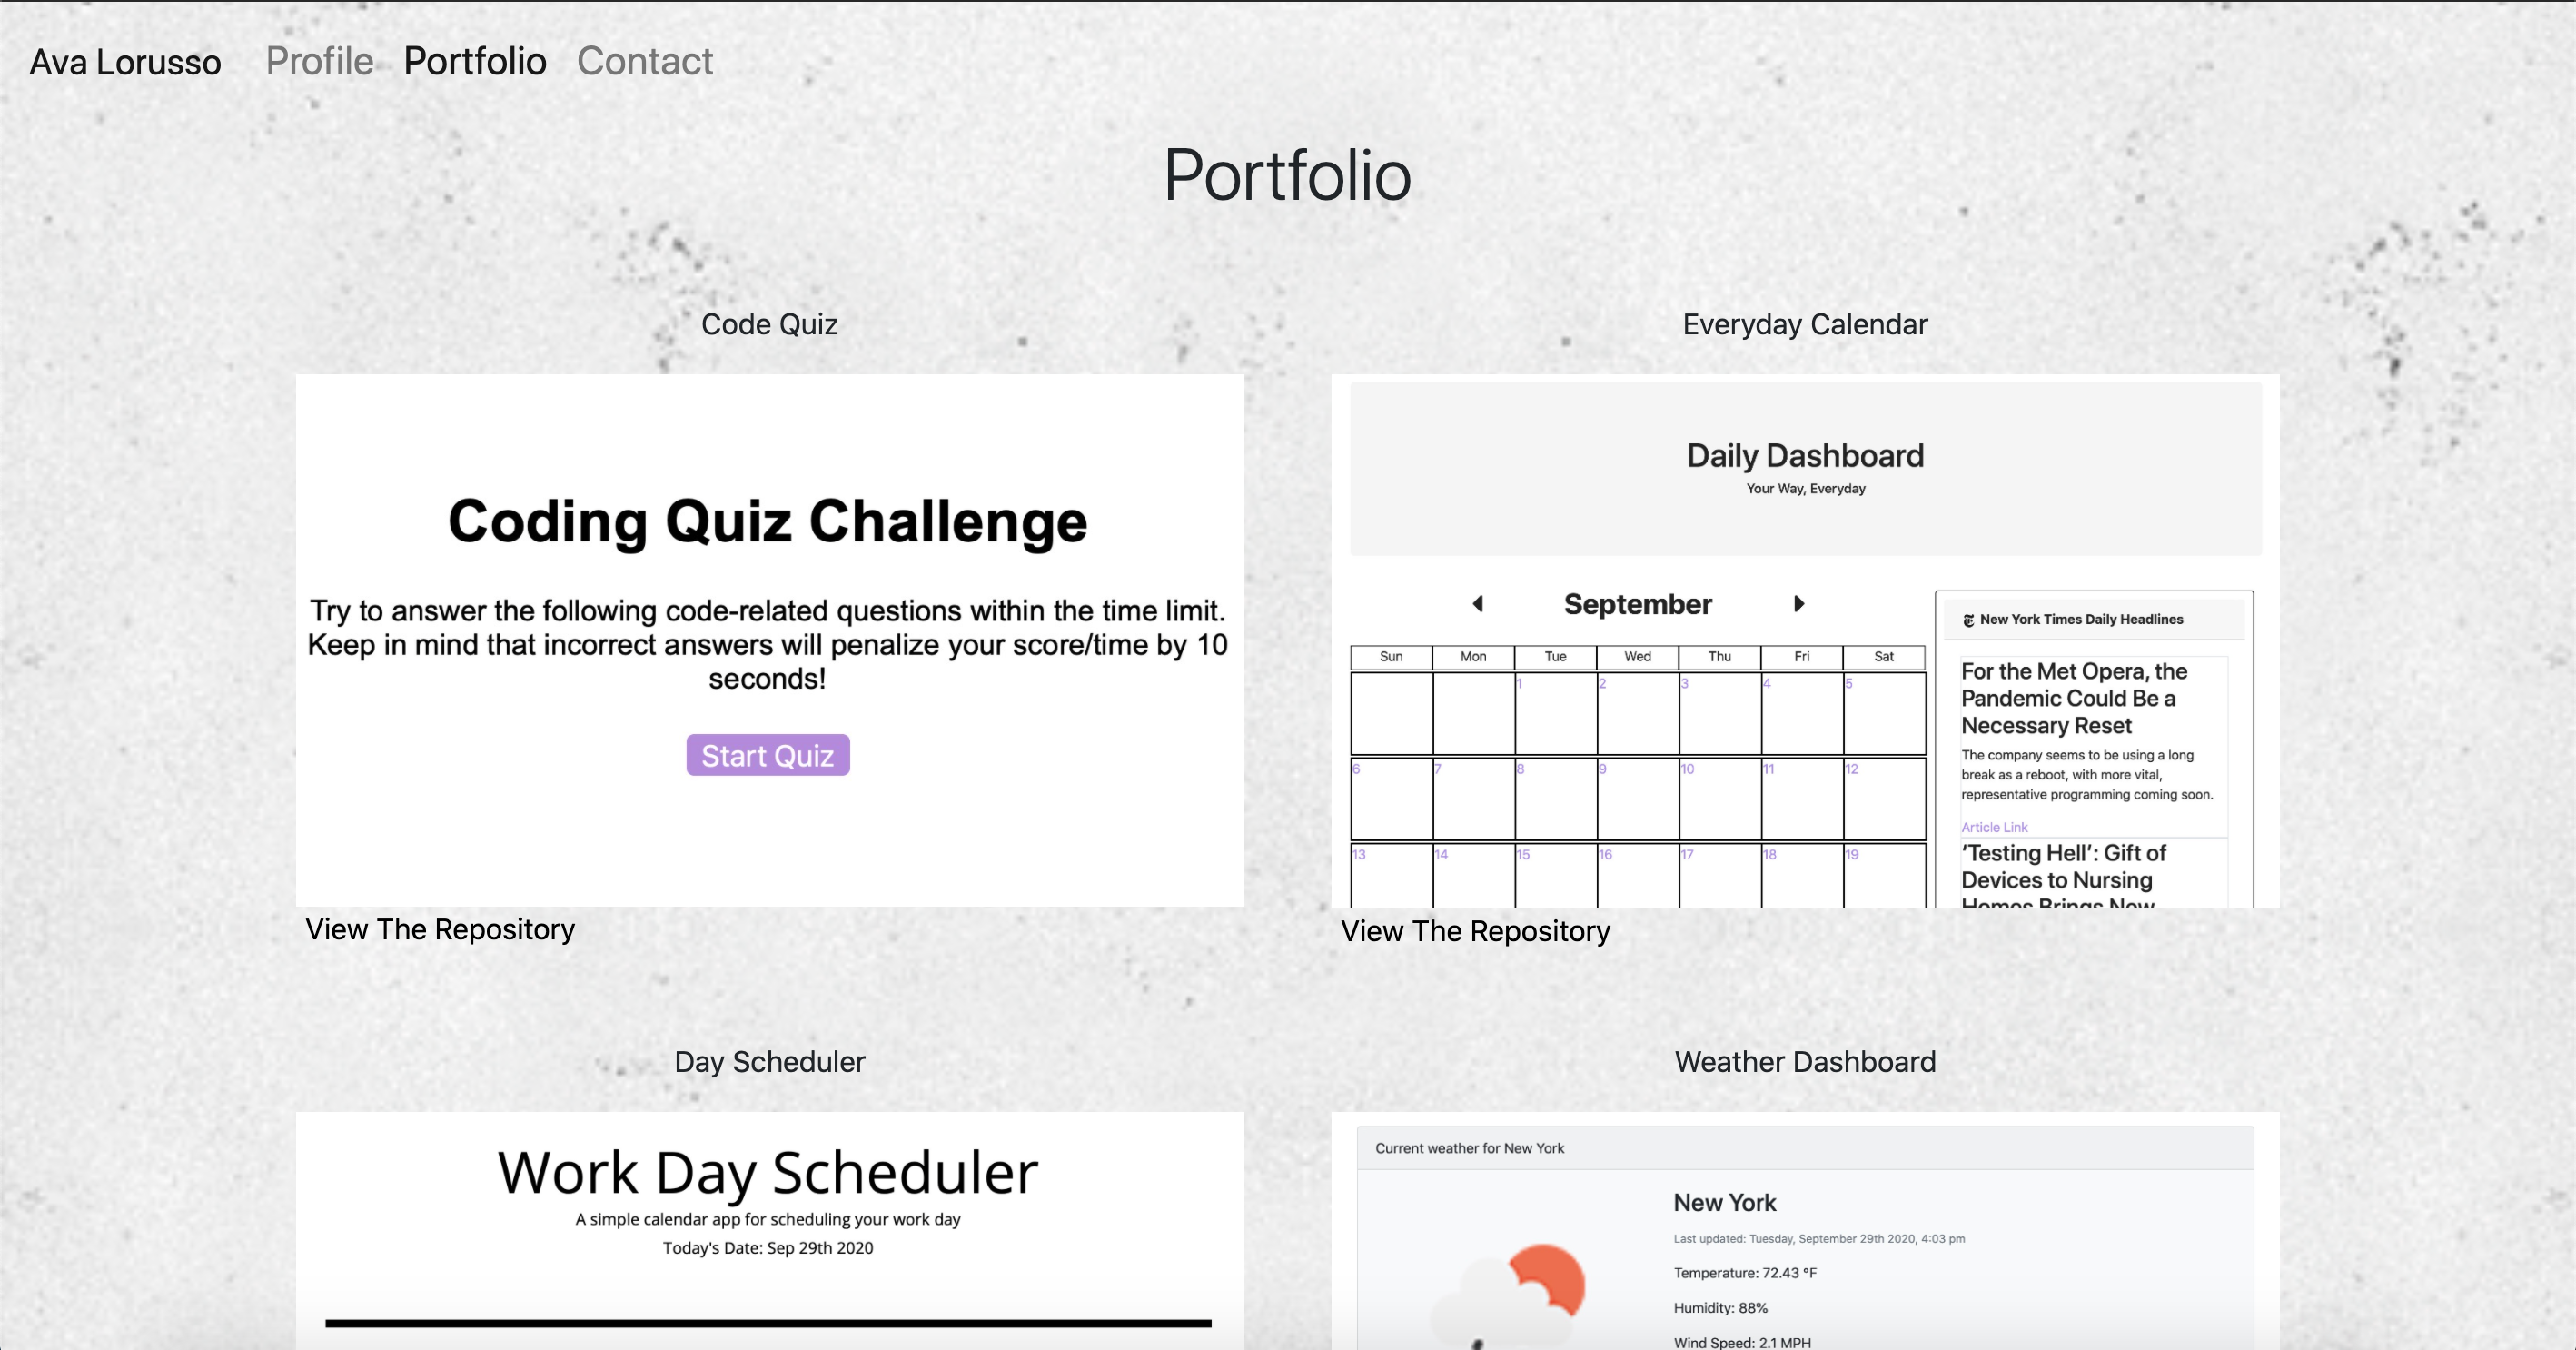 Ava Lorusso Profile Portfolio Contact
Portfolio
Code Quiz
Coding Quiz Challenge
Try to answer the following code-related questions within the time limit.
Keep in mind that incorrect answers will penalize your score/time by 10
seconds!
Start Quiz
View The Repository
Everyday Calendar
Daily Dashboard
Your Way, Everyday
September
Sun Mon Tue Wed Thu Fri Sat
1 2 3 4 5
6 7 8 9 10 11 12
13 14 15 16 17 18 19
New York Times Daily Headlines
For the Met Opera, the
Pandemic Could Be a
Necessary Reset
The company seems to be using a long
break as a reboot, with more vital,
representative programming coming soon.
Article Link
‘Testing Hell’: Gift of
Devices to Nursing
Homes Brings New
View The Repository
Day Scheduler
Work Day Scheduler
A simple calendar app for scheduling your work day
Today's Date: Sep 29th 2020
Weather Dashboard
Current weather for New York
New York
Last updated: Tuesday, September 29th 2020, 4:03 pm
Temperature: 72.43 °F
Humidity: 88%
Wind Speed: 2.1 MPH